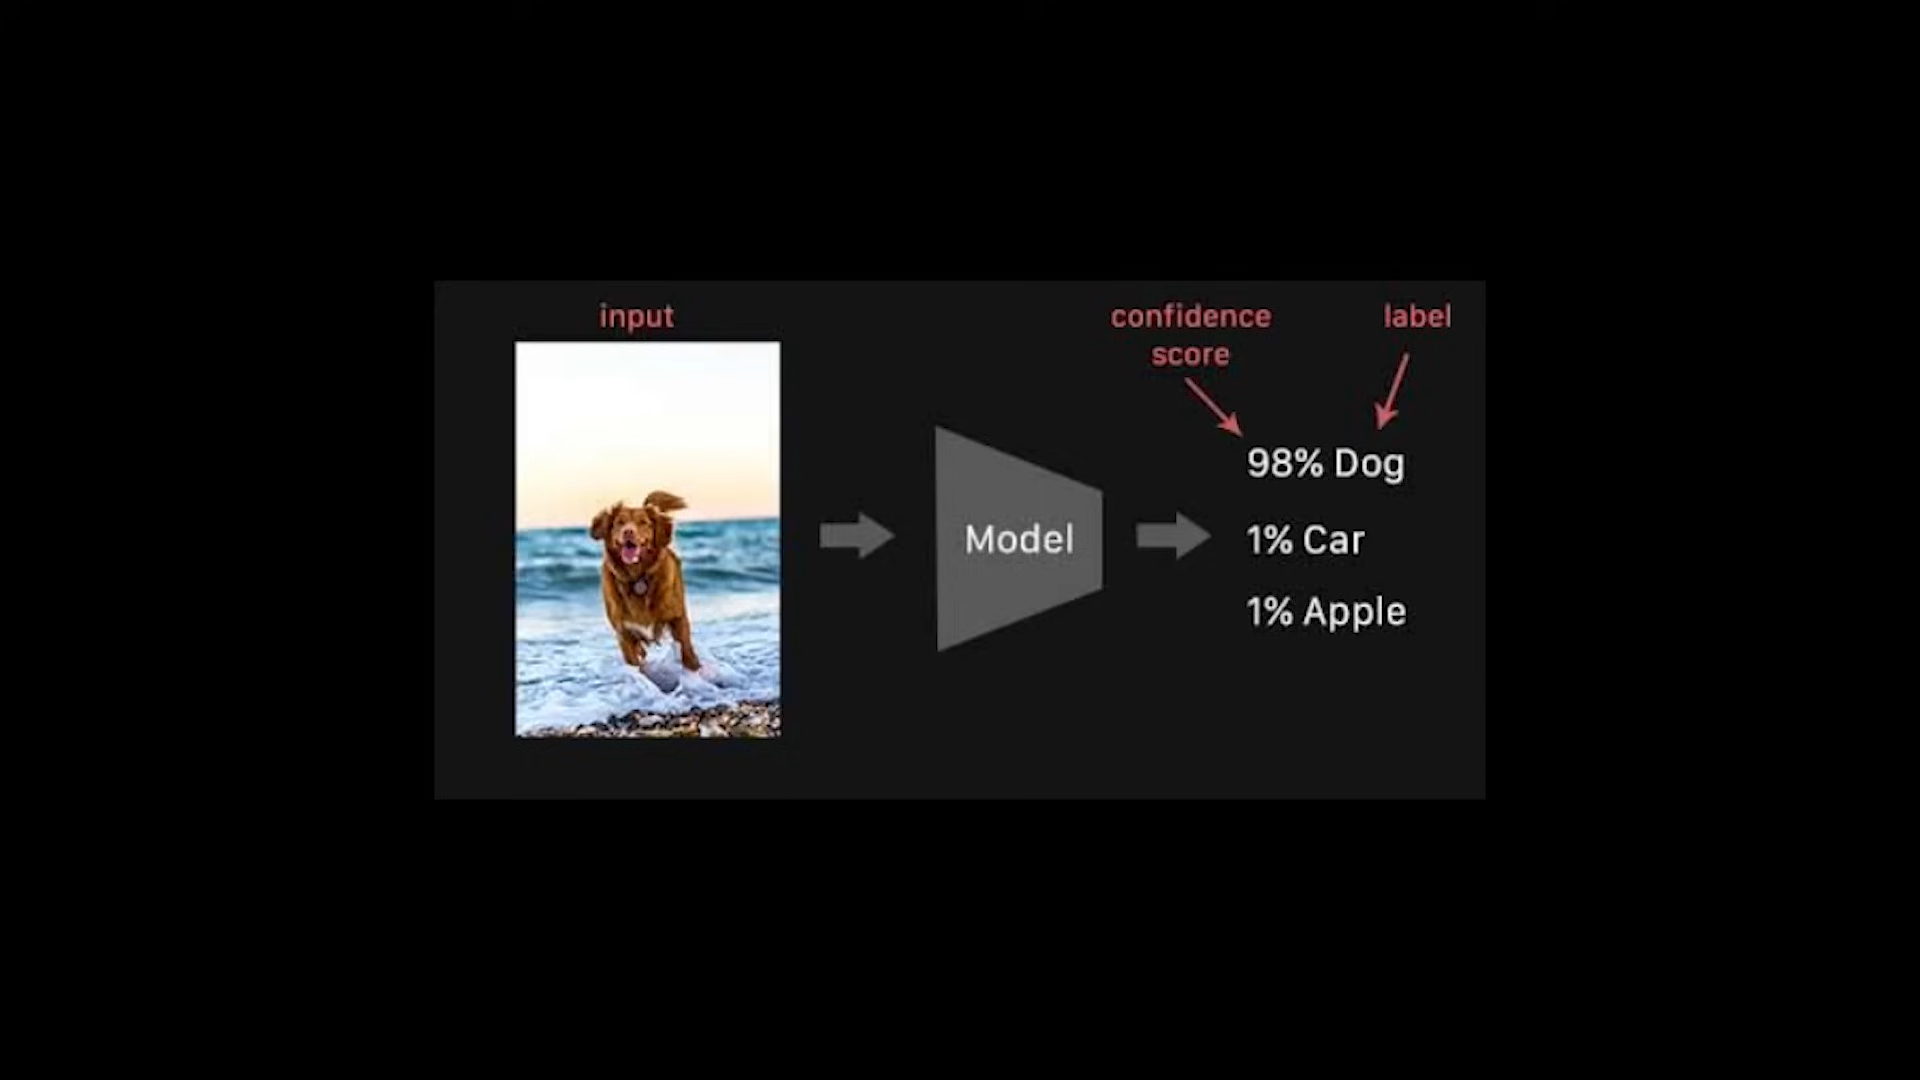 input
confidence
score
label
98% Dog
Model
1% Car
1% Apple